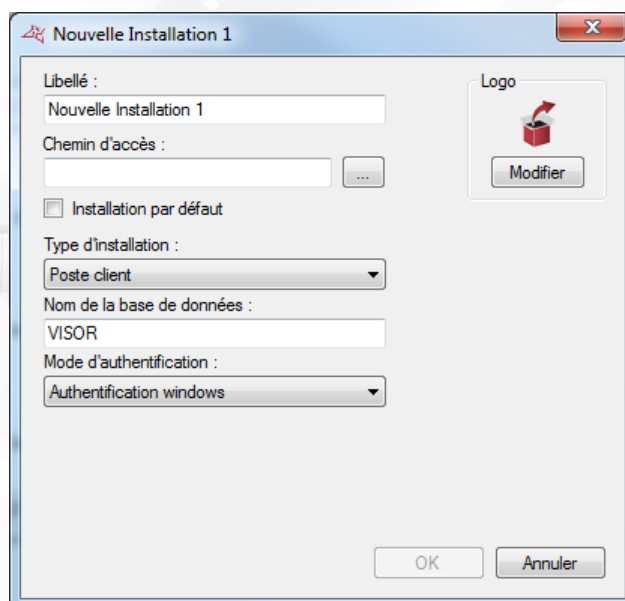 Nouvelle Installation 1
Libellé :
Nouvelle Installation 1
Logo
Chemin d'accès :
...
Modifier
Installation par défaut
Type d'installation :
Poste client
Nom de la base de données :
VISOR
Mode d'authentification :
Authentification windows
OK
Annuler